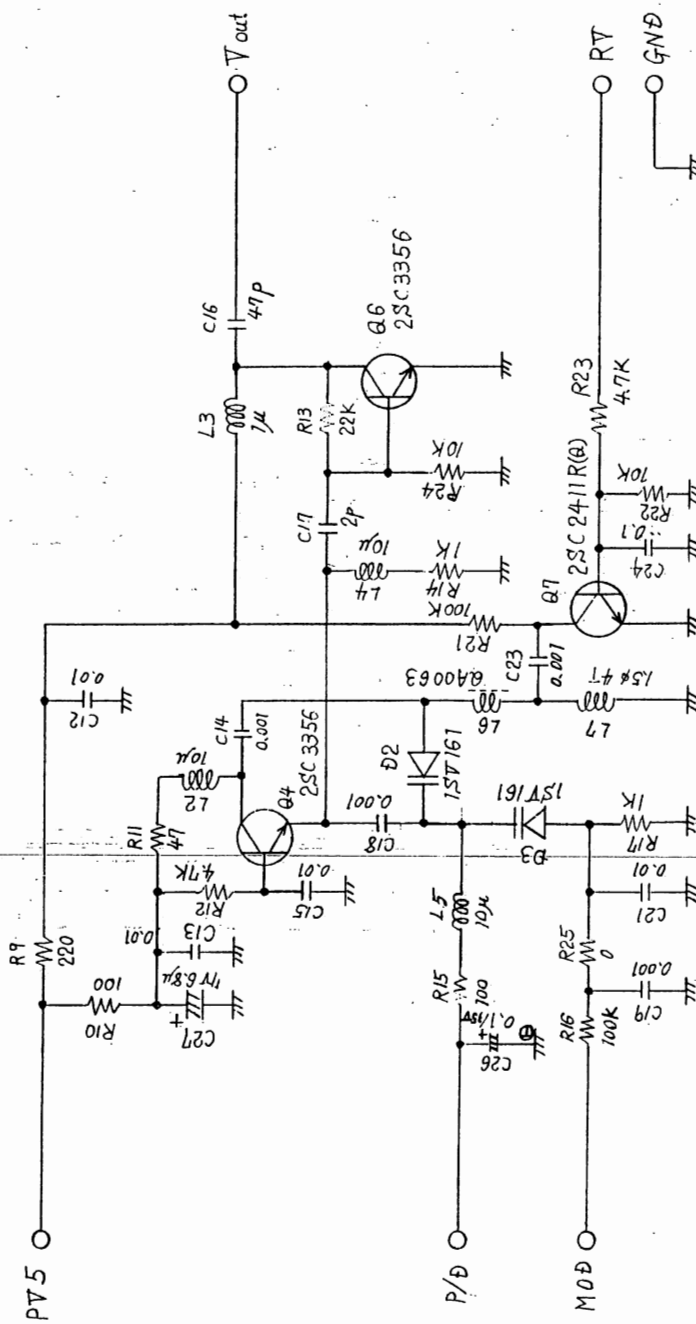 PV5
R9
220
R10
100
C27
7V 6.8μ
+
C13
0.01
R11
47
R12
4.7K
L2
10μ
C14
0.001
Q4
2SC3356
C15
0.01
C12
0.01
L3
1μ
C16
47P
V out
R13
22K
Q6
2SC3356
R24
10K
C17
2P
L4
10μ
R14
1K
R21
100K
C18
0.001
D2
1SV161
L6
QA0063
C23
0.001
L7
1.5φ4T
Q7
2SC2411R(Q)
C24
0.1
R22
10K
R23
4.7K
RV
GND
P/D
C26
0.1/35V
+
R15
100
L5
10μ
D3
1SV161
MOD
R16
100K
C19
0.001
R25
0
C21
0.01
R17
1K